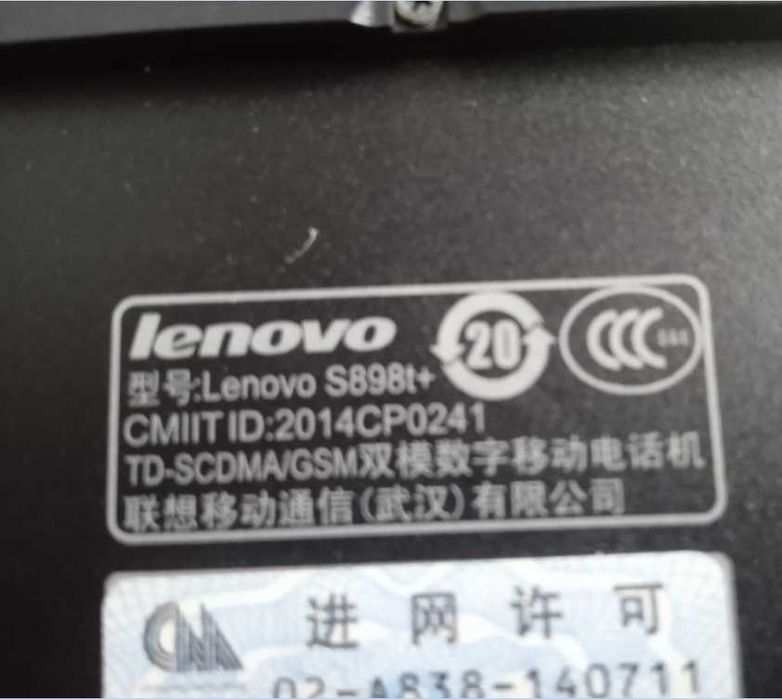 lenovo
20
型号:Lenovo S898t+
CMIIT ID:2014CP0241
TD-SCDMA/GSM双模数字移动电话机
联想移动通信(武汉)有限公司
进网许可
02-A838-140711